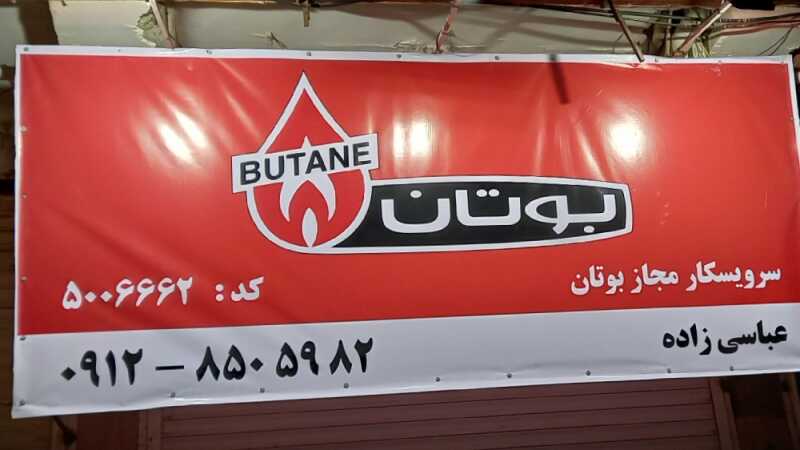 BUTANE
بوتان
سرویسکار مجاز بوتان
کد : ۵۰۰۶۶۶۲
عباسی زاده
۰۹۱۲ – ۸۵۰ ۵۹ ۸۲